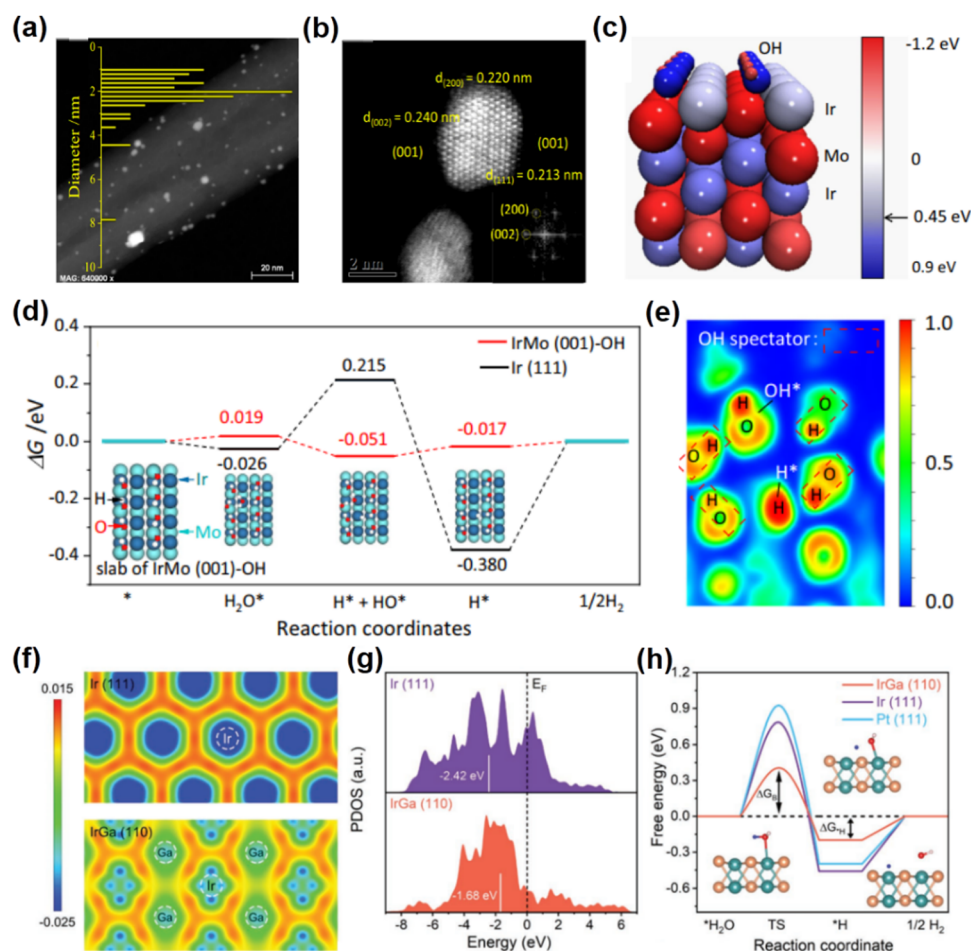 (a)
0
2
4
6
8
10
Diameter /nm
MAG: 640000 x
20 nm
(b)
d(200) = 0.220 nm
d(002) = 0.240 nm
(001)
(001)
d(2̄1̄1) = 0.213 nm
(200)
(002)
2 nm
(c)
OH
Ir
Mo
Ir
-1.2 eV
0
0.45 eV
0.9 eV
(d)
0.4
0.2
0.0
-0.2
-0.4
ΔG /eV
IrMo (001)-OH
Ir (111)
0.215
0.019
-0.051
-0.017
-0.026
-0.380
H
O
Ir
Mo
slab of IrMo (001)-OH
*
H2O*
H* + HO*
H*
1/2H2
Reaction coordinates
(e)
OH spectator:
OH*
H
O
O
H
O
H
H*
H
O
H
O
H
1.0
0.5
0.0
(f)
0.015
-0.025
Ir (111)
Ir
IrGa (110)
Ga
Ga
Ir
Ga
Ga
(g)
PDOS (a.u.)
Ir (111)
EF
-2.42 eV
IrGa (110)
-1.68 eV
-8 -6 -4 -2 0 2 4 6
Energy (eV)
(h)
1.2
0.9
0.6
0.3
0.0
-0.3
-0.6
Free energy (eV)
IrGa (110)
Ir (111)
Pt (111)
ΔGB
ΔG*H
*H2O
TS
*H
1/2 H2
Reaction coordinate